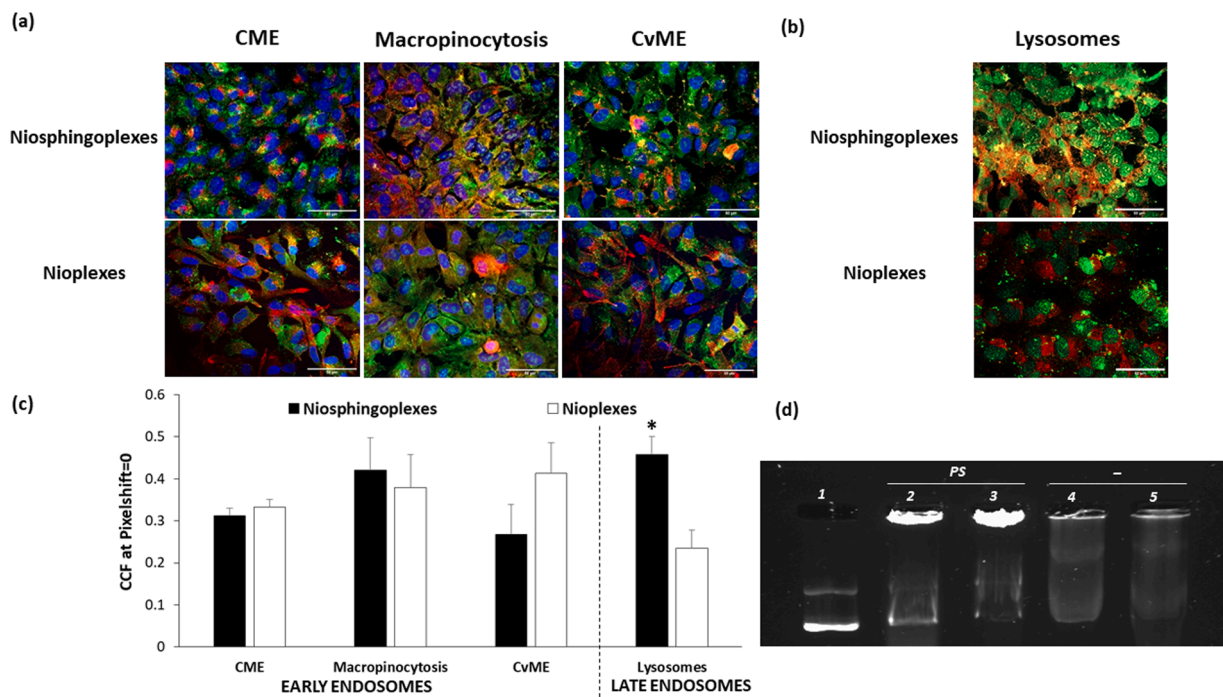 (a)
CME
Macropinocytosis
CvME
Niosphingoplexes
Nioplexes
(b)
Lysosomes
Niosphingoplexes
Nioplexes
(c)
Niosphingoplexes
Nioplexes
CCF at Pixelshift=0
0.6
0.5
0.4
0.3
0.2
0.1
0
*
CME
Macropinocytosis
CvME
Lysosomes
EARLY ENDOSOMES
LATE ENDOSOMES
(d)
PS
–
1
2
3
4
5